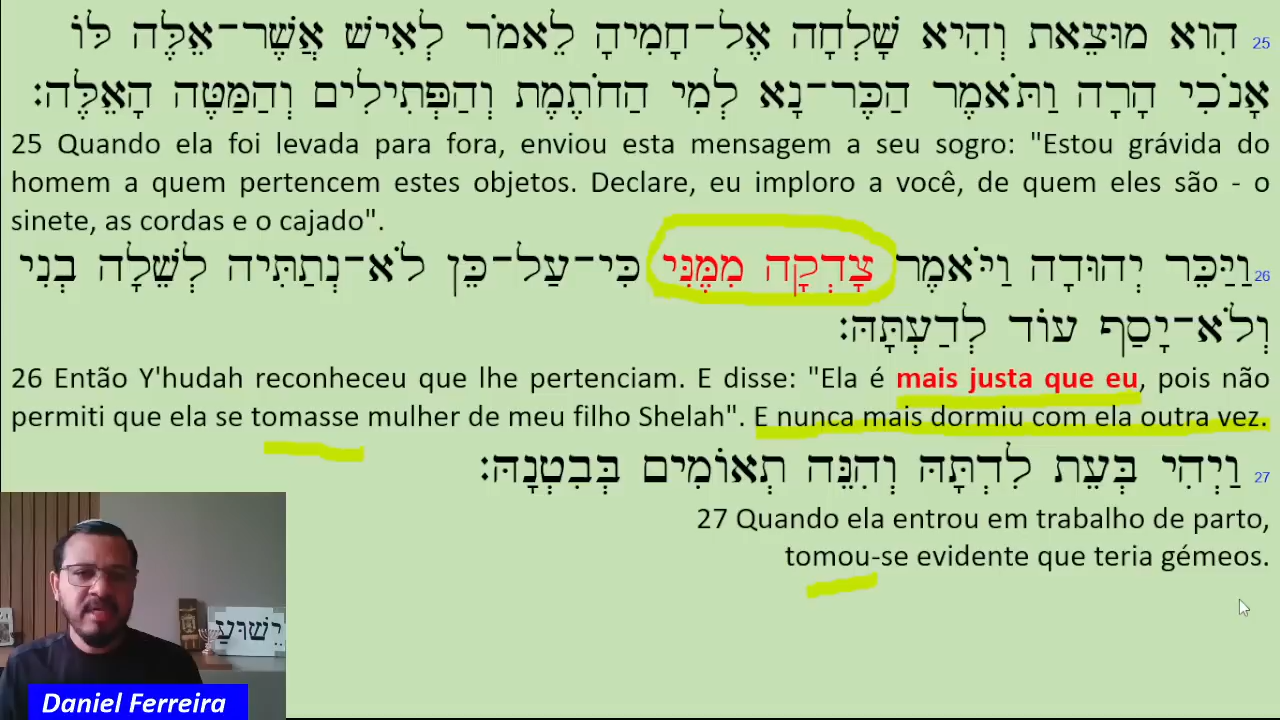 25 הִוא מוּצֵאת וְהִיא שָׁלְחָה אֶל־חָמִיהָ לֵאמֹר לְאִישׁ אֲשֶׁר־אֵלֶּה לּוֹ
אָנֹכִי הָרָה וַתֹּאמֶר הַכֶּר־נָא לְמִי הַחֹתֶמֶת וְהַפְּתִילִים וְהַמַּטֶּה הָאֵלֶּה׃
25 Quando ela foi levada para fora, enviou esta mensagem a seu sogro: "Estou grávida do
homem a quem pertencem estes objetos. Declare, eu imploro a você, de quem eles são - o
sinete, as cordas e o cajado".
26 וַיַּכֵּר יְהוּדָה וַיֹּאמֶר צָדְקָה מִמֶּנִּי כִּי־עַל־כֵּן לֹא־נְתַתִּיהָ לְשֵׁלָה בְנִי
וְלֹא־יָסַף עוֹד לְדַעְתָּהּ׃
26 Então Y'hudah reconheceu que lhe pertenciam. E disse: "Ela é mais justa que eu, pois não
permiti que ela se tomasse mulher de meu filho Shelah". E nunca mais dormiu com ela outra vez.
27 וַיְהִי בְּעֵת לִדְתָּהּ וְהִנֵּה תְאוֹמִים בְּבִטְנָהּ׃
27 Quando ela entrou em trabalho de parto,
tomou-se evidente que teria gémeos.
ישוע
Daniel Ferreira